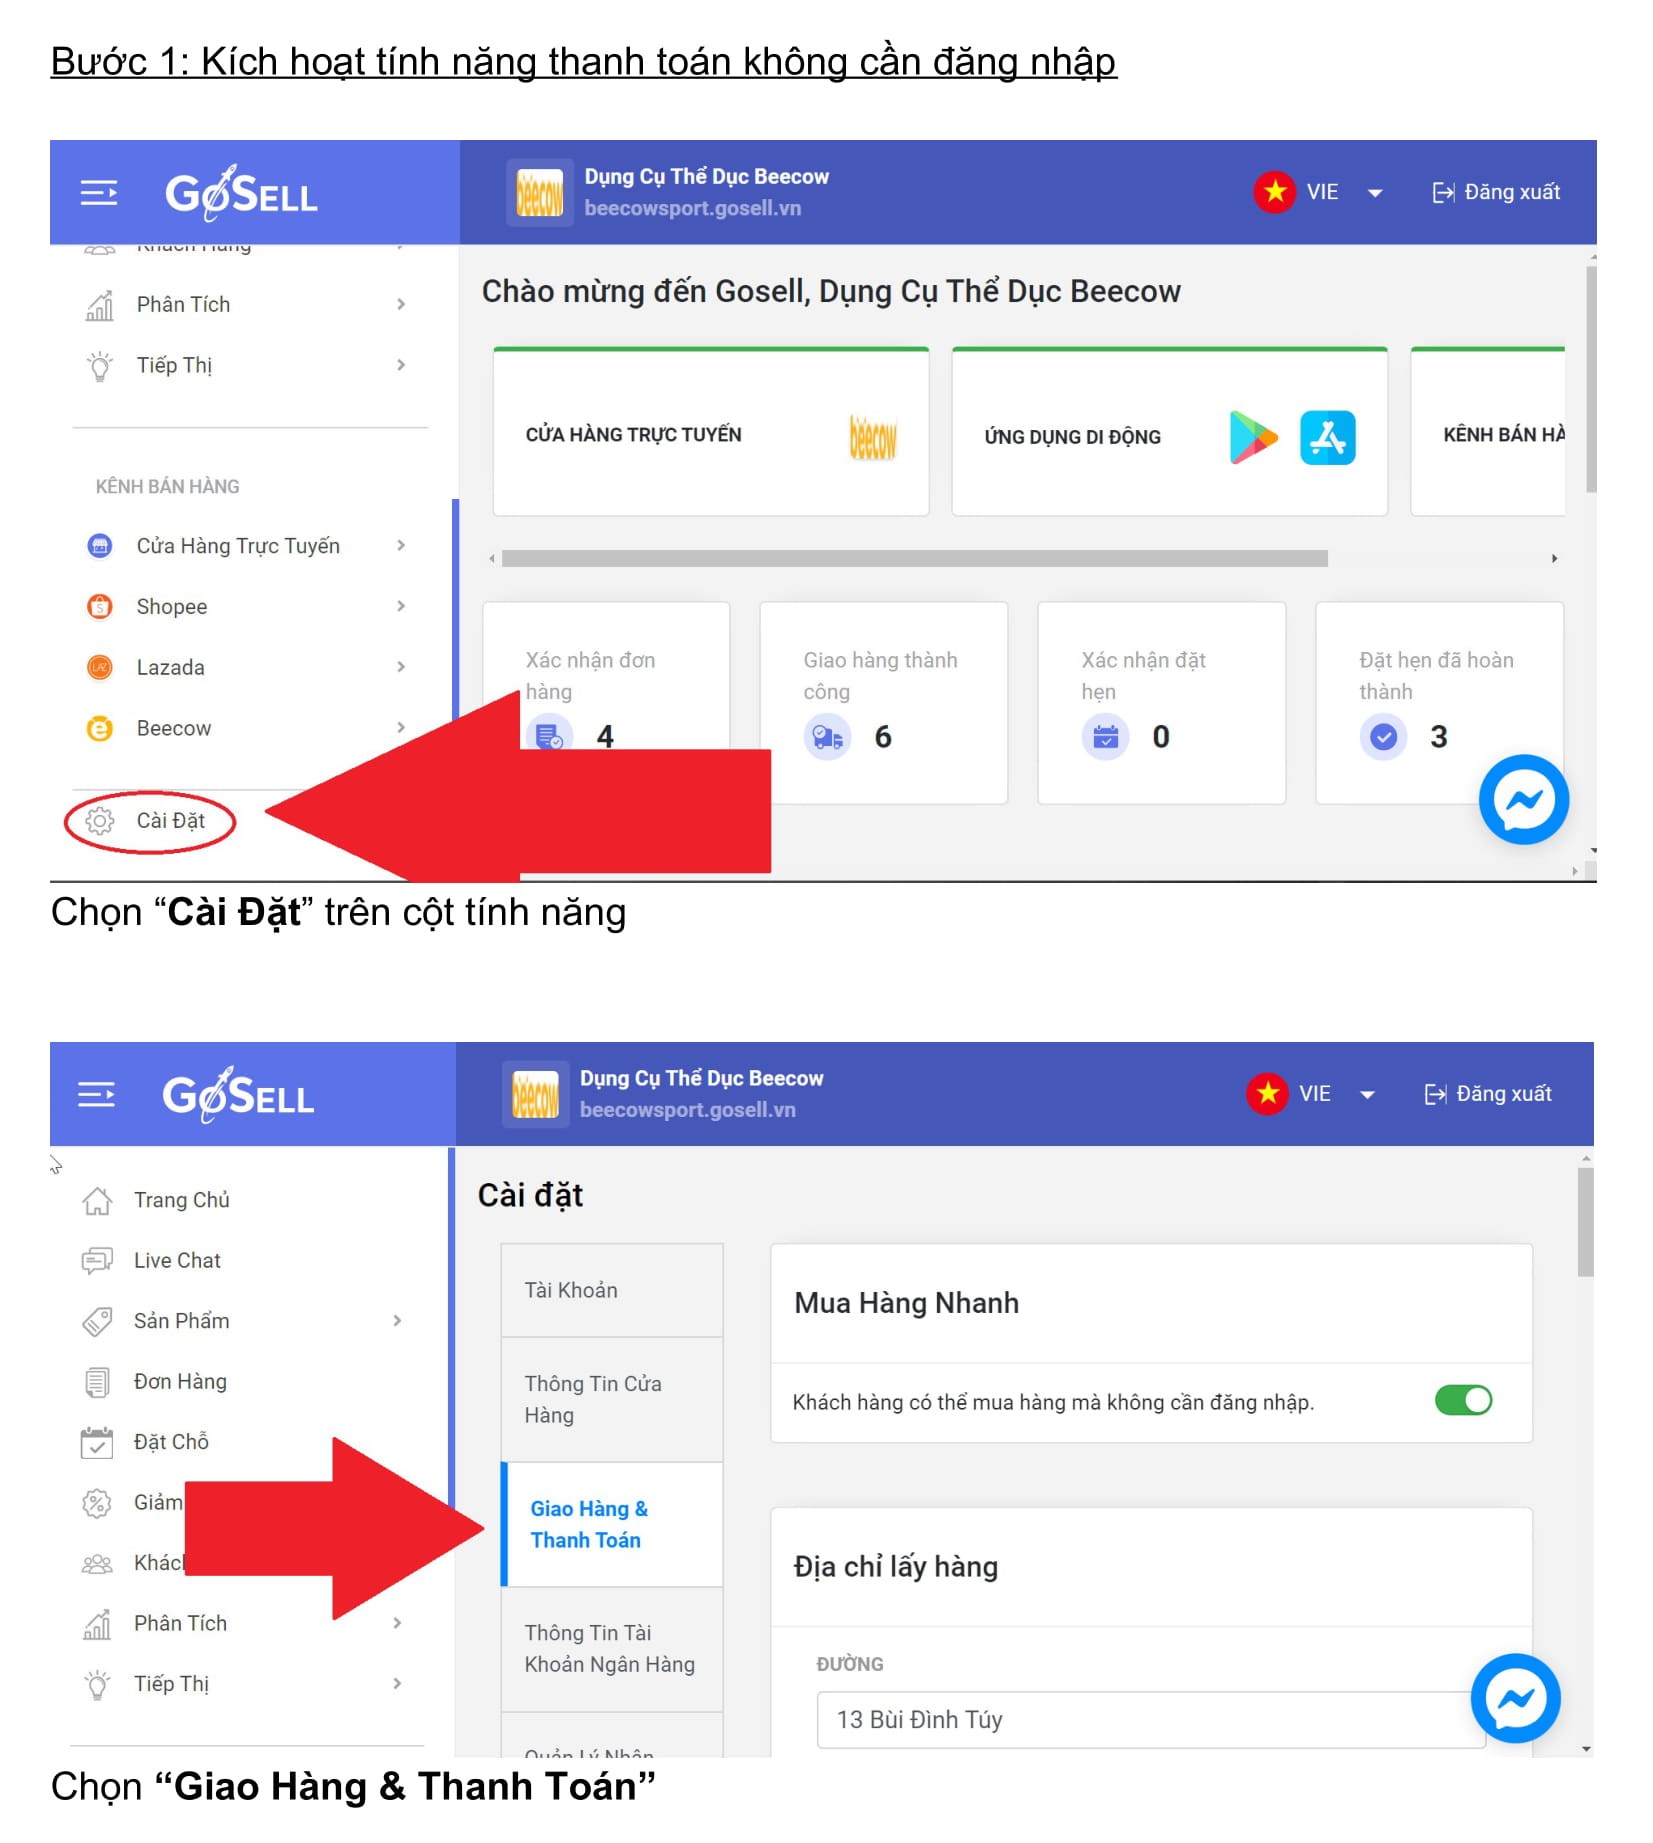 Bước 1: Kích hoạt tính năng thanh toán không cần đăng nhập
GoSELL
beecow
Dụng Cụ Thể Dục Beecow
beecowsport.gosell.vn
VIE
Đăng xuất
Khách Hàng
Phân Tích
Tiếp Thị
KÊNH BÁN HÀNG
Cửa Hàng Trực Tuyến
Shopee
Lazada
Beecow
Cài Đặt
Chào mừng đến Gosell, Dụng Cụ Thể Dục Beecow
CỬA HÀNG TRỰC TUYẾN
beecow
ỨNG DỤNG DI ĐỘNG
KÊNH BÁN HÀ
Xác nhận đơn
hàng
4
Giao hàng thành
công
6
Xác nhận đặt
hẹn
0
Đặt hẹn đã hoàn
thành
3
Chọn “Cài Đặt” trên cột tính năng
GoSELL
beecow
Dụng Cụ Thể Dục Beecow
beecowsport.gosell.vn
VIE
Đăng xuất
Trang Chủ
Live Chat
Sản Phẩm
Đơn Hàng
Đặt Chỗ
Giảm
Khác
Phân Tích
Tiếp Thị
Cài đặt
Tài Khoản
Thông Tin Cửa
Hàng
Giao Hàng &
Thanh Toán
Thông Tin Tài
Khoản Ngân Hàng
Quản Lý Nhân
Mua Hàng Nhanh
Khách hàng có thể mua hàng mà không cần đăng nhập.
Địa chỉ lấy hàng
ĐƯỜNG
13 Bùi Đình Túy
Chọn “Giao Hàng & Thanh Toán”